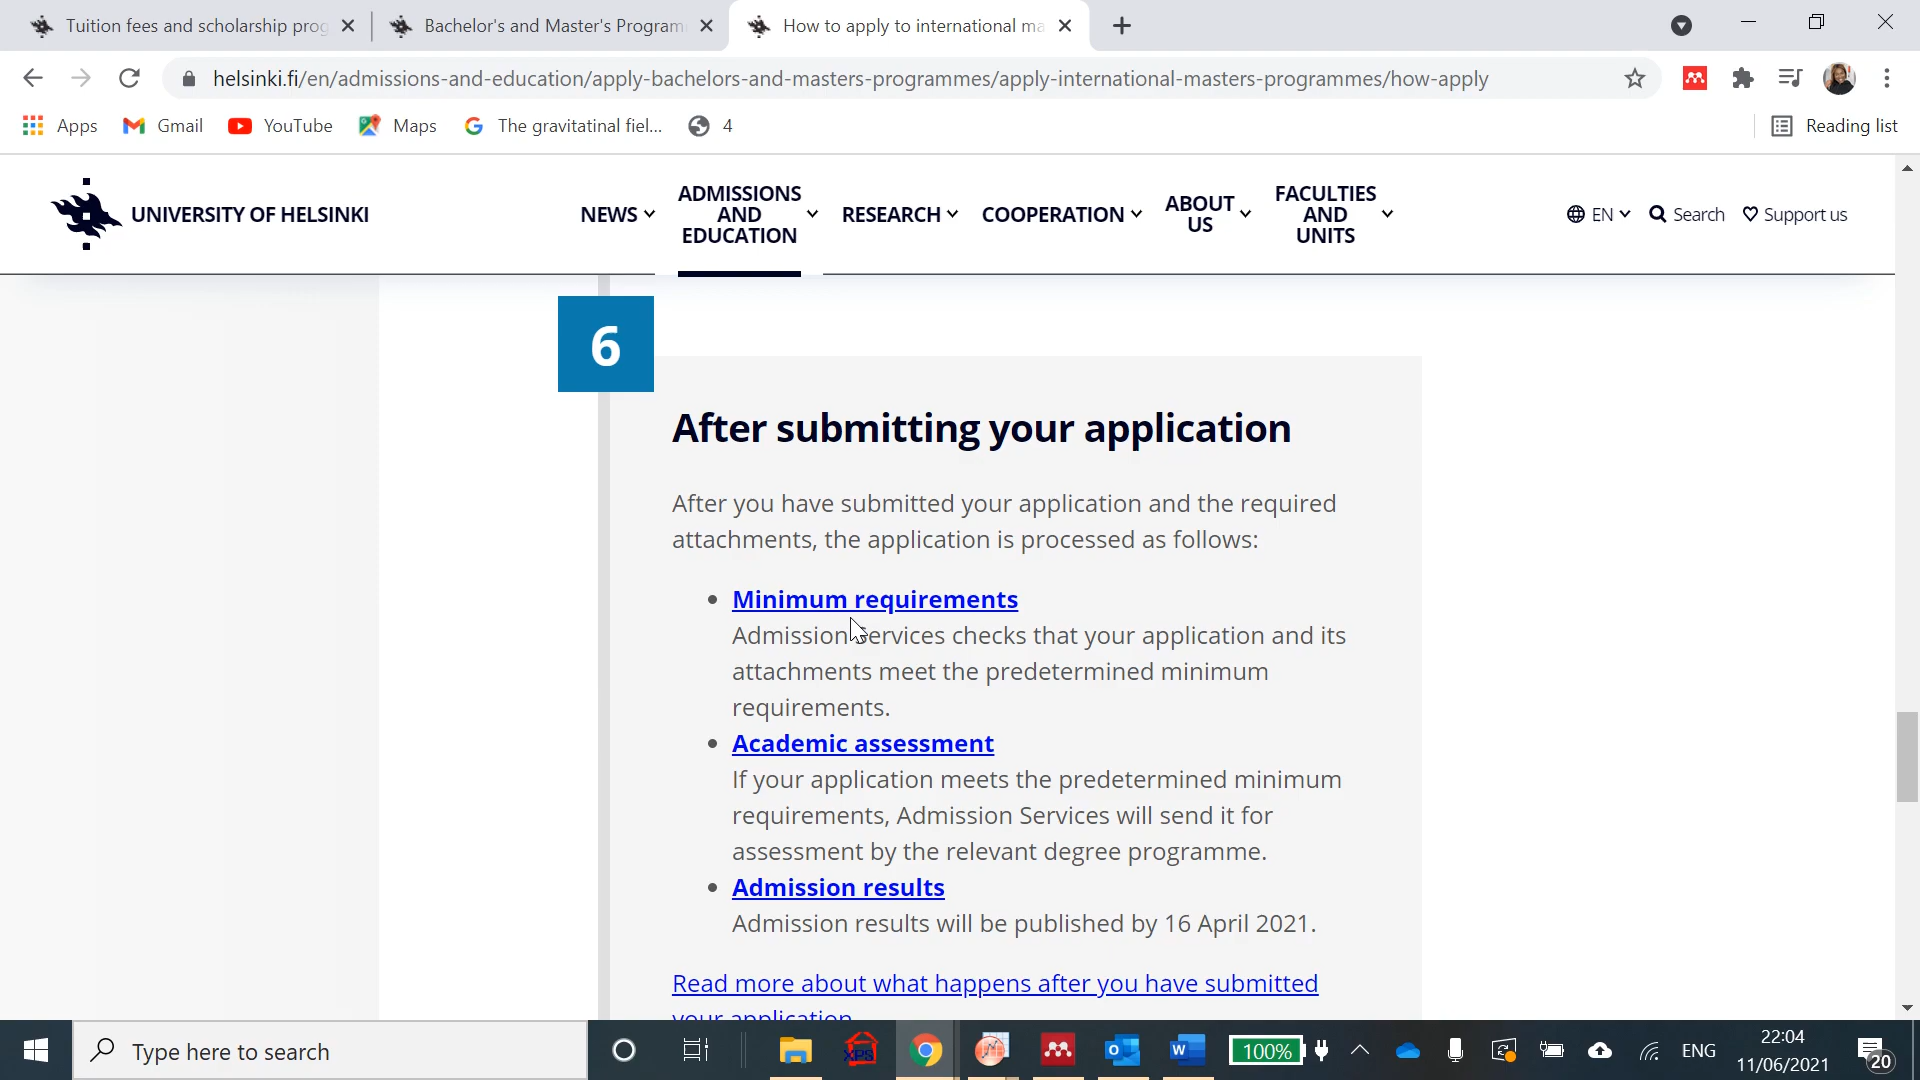 Tuition fees and scholarship prog
Bachelor's and Master's Program
How to apply to international ma
helsinki.fi/en/admissions-and-education/apply-bachelors-and-masters-programmes/apply-international-masters-programmes/how-apply
Apps
Gmail
YouTube
Maps
The gravitatinal fiel...
4
Reading list
UNIVERSITY OF HELSINKI
NEWS
ADMISSIONS
AND
EDUCATION
RESEARCH
COOPERATION
ABOUT
US
FACULTIES
AND
UNITS
EN
Search
Support us
6
After submitting your application
After you have submitted your application and the required
attachments, the application is processed as follows:
Minimum requirements
Admission Services checks that your application and its
attachments meet the predetermined minimum
requirements.
Academic assessment
If your application meets the predetermined minimum
requirements, Admission Services will send it for
assessment by the relevant degree programme.
Admission results
Admission results will be published by 16 April 2021.
Read more about what happens after you have submitted
your application
Type here to search
XPS
W
100%
ENG
22:04
11/06/2021
20